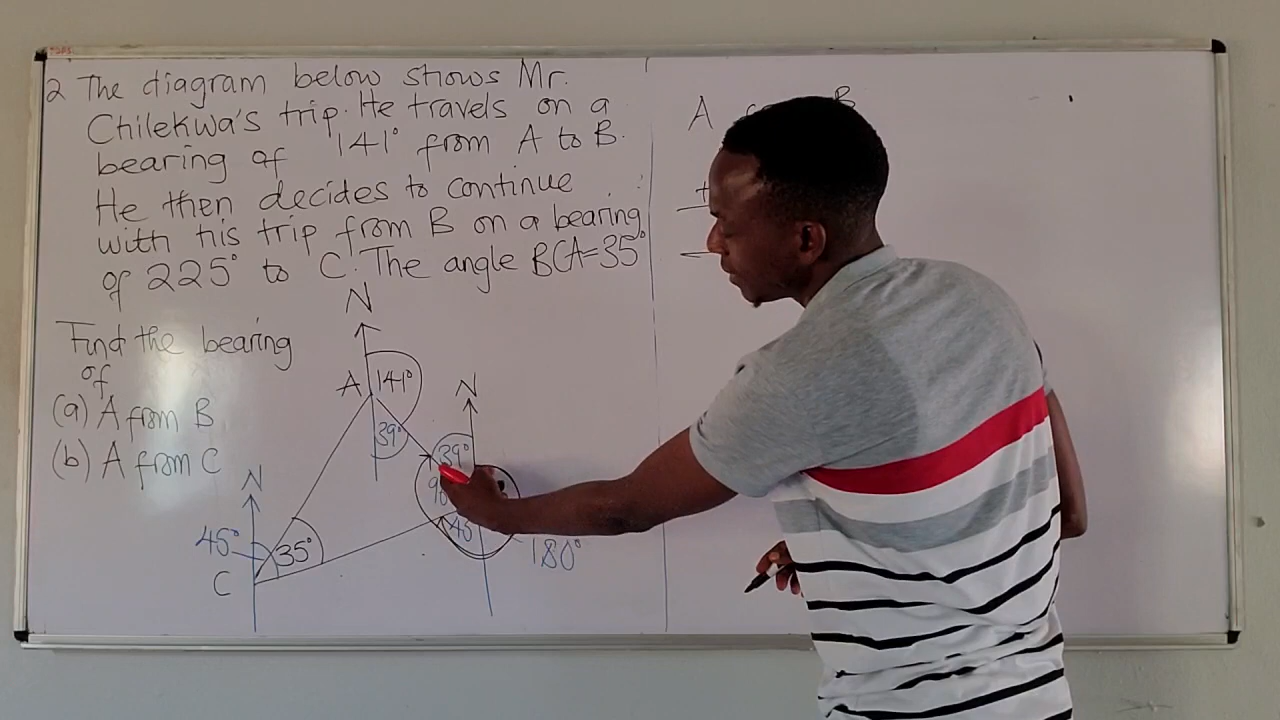 2 The diagram below shows Mr.
Chilekwa's trip. He travels on a
bearing of 141° from A to B.
He then decides to continue
with his trip from B on a bearing
of 225° to C. The angle BCA=35°
Find the bearing
of
(a) A from B
(b) A from C
N
A 141°
39°
N
39°
45
180°
N
45°
35°
C
A
B
+